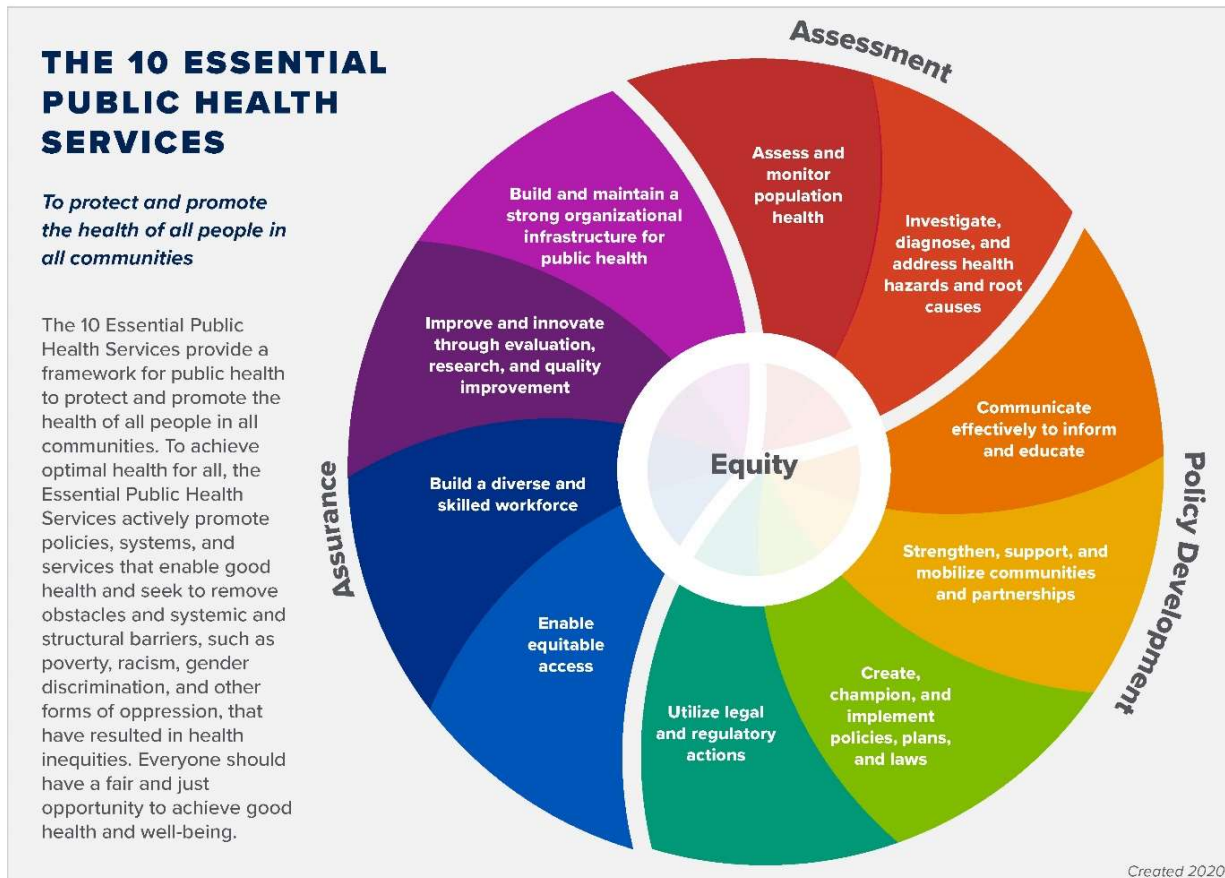 THE 10 ESSENTIAL
PUBLIC HEALTH
SERVICES
To protect and promote
the health of all people in
all communities
The 10 Essential Public
Health Services provide a
framework for public health
to protect and promote the
health of all people in all
communities. To achieve
optimal health for all, the
Essential Public Health
Services actively promote
policies, systems, and
services that enable good
health and seek to remove
obstacles and systemic and
structural barriers, such as
poverty, racism, gender
discrimination, and other
forms of oppression, that
have resulted in health
inequities. Everyone should
have a fair and just
opportunity to achieve good
health and well-being.
Assessment
Assess and
monitor
population
health
Investigate,
diagnose, and
address health
hazards and root
causes
Policy Development
Communicate
effectively to inform
and educate
Strengthen, support, and
mobilize communities
and partnerships
Create,
champion, and
implement
policies, plans,
and laws
Utilize legal
and regulatory
actions
Assurance
Enable
equitable
access
Build a diverse and
skilled workforce
Improve and innovate
through evaluation,
research, and quality
improvement
Build and maintain a
strong organizational
infrastructure for
public health
Equity
Created 2020